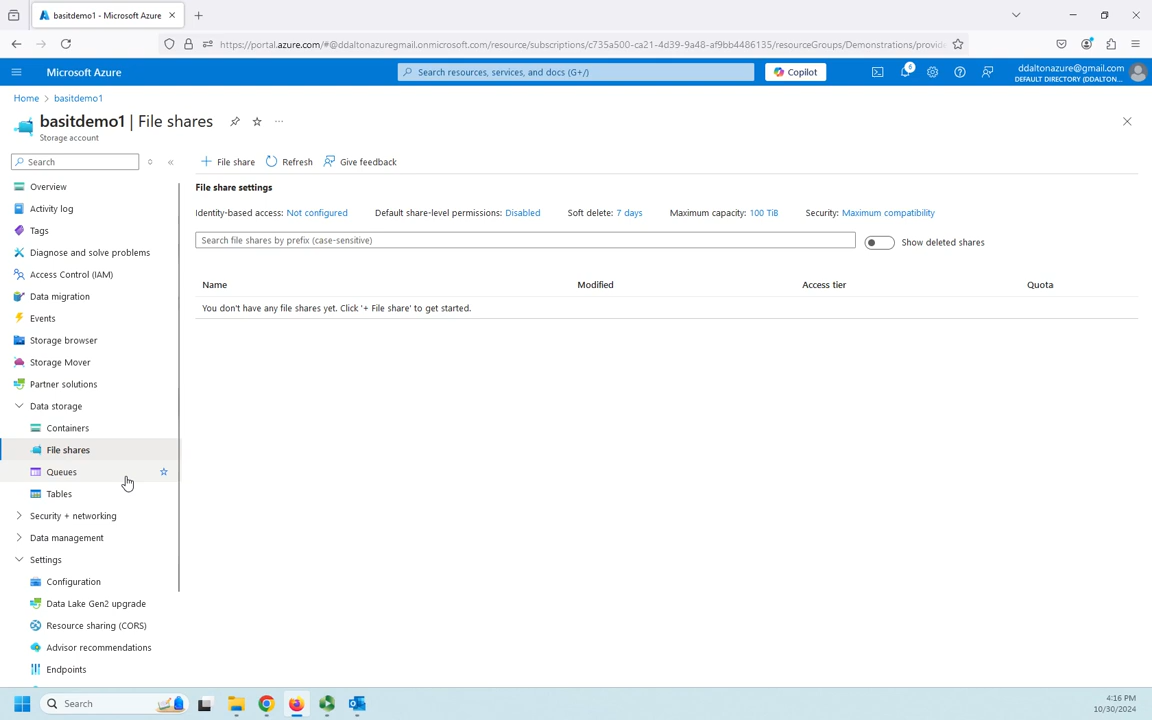 basitdemo1 - Microsoft Azure
https://portal.azure.com/#@ddaltonazuregmail.onmicrosoft.com/resource/subscriptions/c735a500-ca21-4d39-9a48-af9bb4486135/resourceGroups/Demonstrations/provide
Microsoft Azure
Search resources, services, and docs (G+/)
Copilot
6
ddaltonazure@gmail.com
DEFAULT DIRECTORY (DDALTON...
Home > basitdemo1
basitdemo1 | File shares
Storage account
Search
File share
Refresh
Give feedback
File share settings
Identity-based access: Not configured
Default share-level permissions: Disabled
Soft delete: 7 days
Maximum capacity: 100 TiB
Security: Maximum compatibility
Search file shares by prefix (case-sensitive)
Show deleted shares
Name Modified Access tier Quota
You don't have any file shares yet. Click '+ File share' to get started.
Overview
Activity log
Tags
Diagnose and solve problems
Access Control (IAM)
Data migration
Events
Storage browser
Storage Mover
Partner solutions
Data storage
Containers
File shares
Queues
Tables
Security + networking
Data management
Settings
Configuration
Data Lake Gen2 upgrade
Resource sharing (CORS)
Advisor recommendations
Endpoints
Search
4:16 PM
10/30/2024